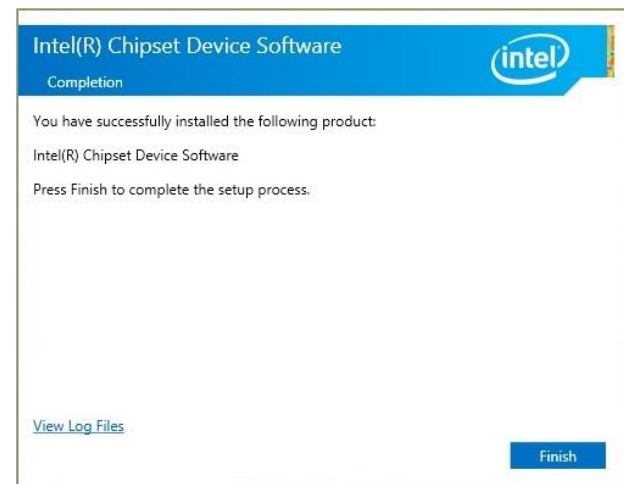 Intel(R) Chipset Device Software
intel
Completion
You have successfully installed the following product:
Intel(R) Chipset Device Software
Press Finish to complete the setup process.
View Log Files
Finish